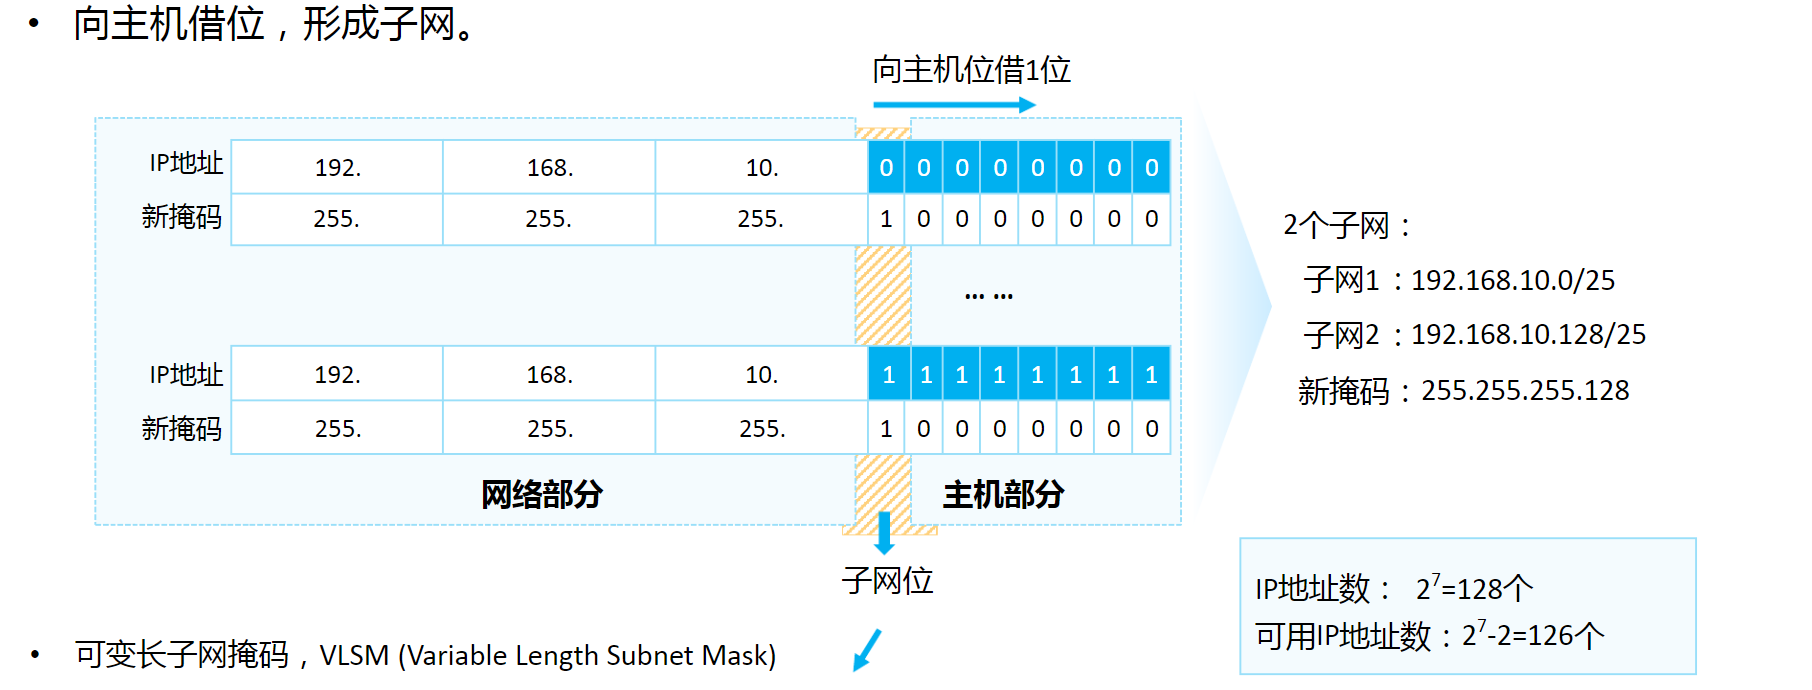 • 向主机借位，形成子网。
向主机位借1位
IP地址 192. 168. 10. 0 0 0 0 0 0 0 0
新掩码 255. 255. 255. 1 0 0 0 0 0 0 0
... ...
IP地址 192. 168. 10. 1 1 1 1 1 1 1 1
新掩码 255. 255. 255. 1 0 0 0 0 0 0 0
网络部分 主机部分
子网位
2个子网：
子网1：192.168.10.0/25
子网2：192.168.10.128/25
新掩码：255.255.255.128
IP地址数： 2⁷=128个
可用IP地址数：2⁷-2=126个
• 可变长子网掩码，VLSM (Variable Length Subnet Mask)